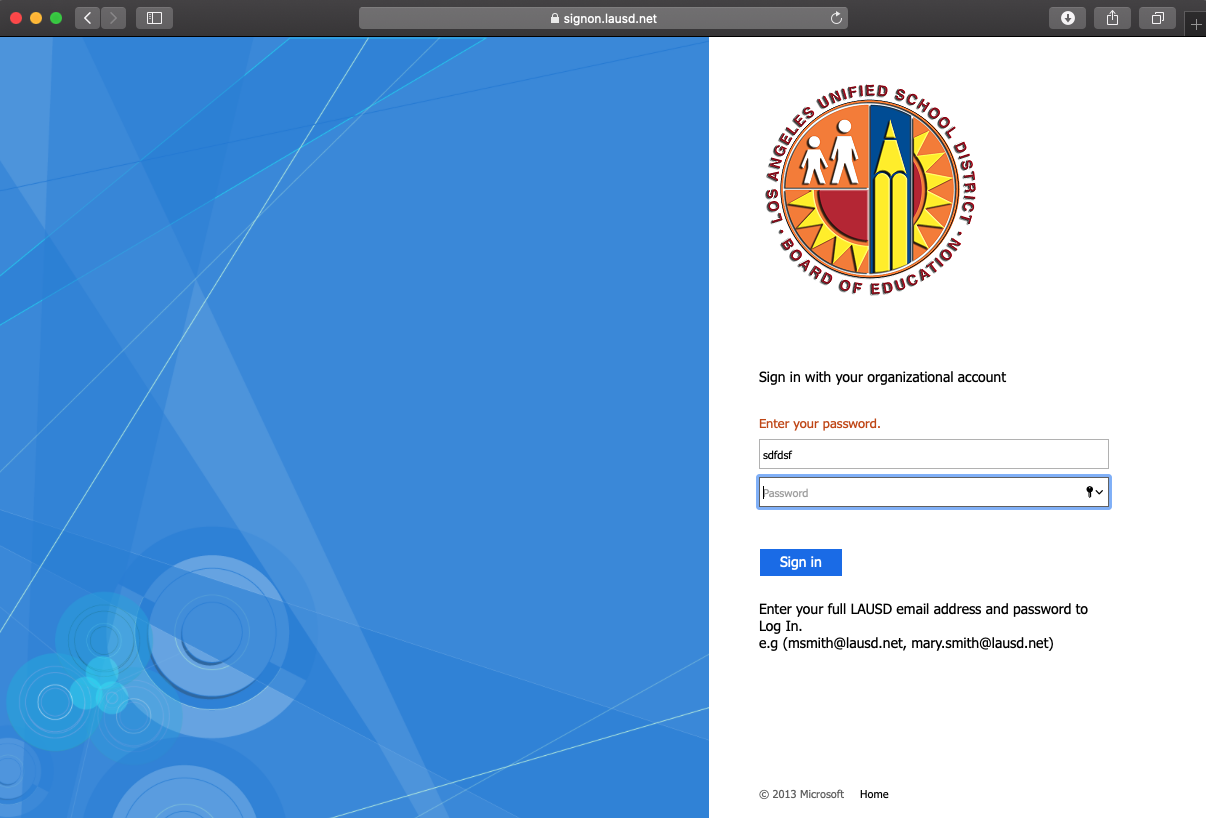 signon.lausd.net
LOS ANGELES UNIFIED SCHOOL DISTRICT · BOARD OF EDUCATION ·
Sign in with your organizational account
Enter your password.
sdfdsf
Password
Sign in
Enter your full LAUSD email address and password to
Log In.
e.g (msmith@lausd.net, mary.smith@lausd.net)
© 2013 Microsoft Home